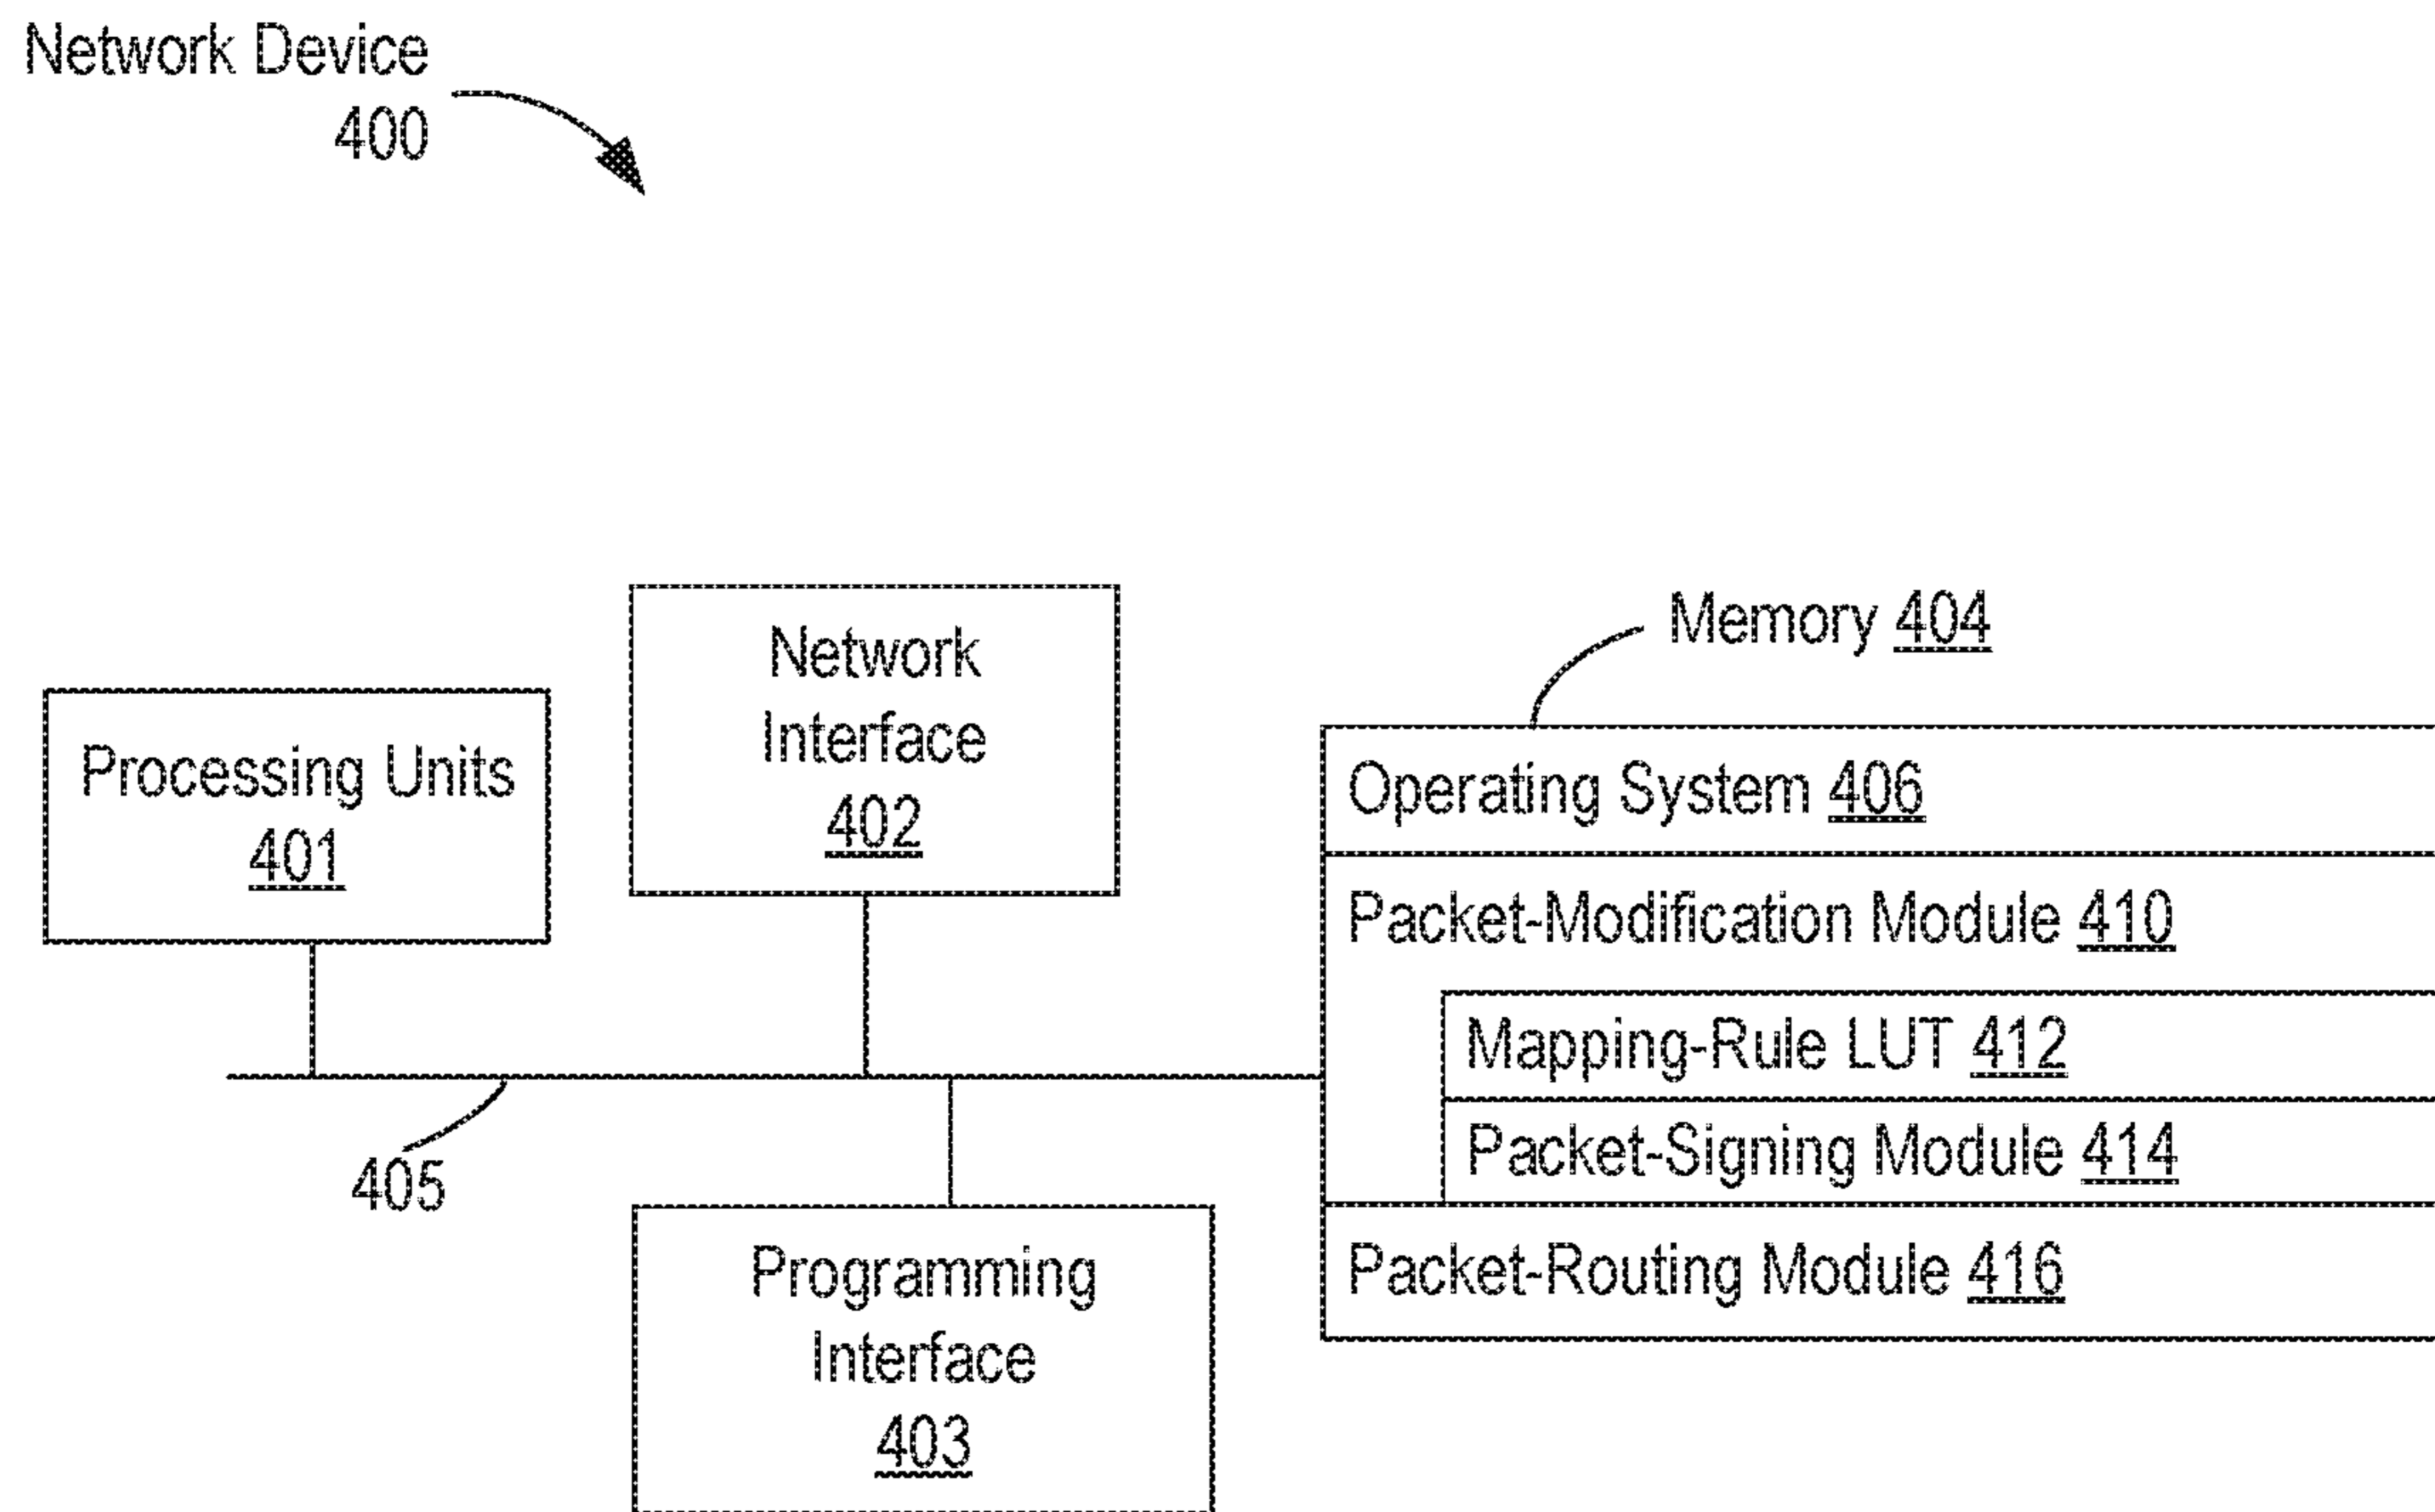 Network Device
400
Network
Interface
402
Processing Units
401
Memory 404
Operating System 406
Packet-Modification Module 410
Mapping-Rule LUT 412
Packet-Signing Module 414
Packet-Routing Module 416
405
Programming
Interface
403